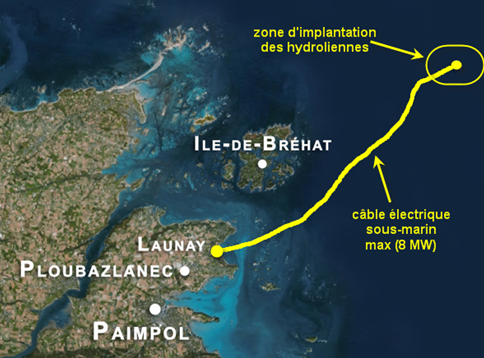 zone d'implantation
des hydroliennes
ILE-DE-BRÉHAT
câble électrique
sous-marin
max (8 MW)
LAUNAY
PLOUBAZLANEC
PAIMPOL